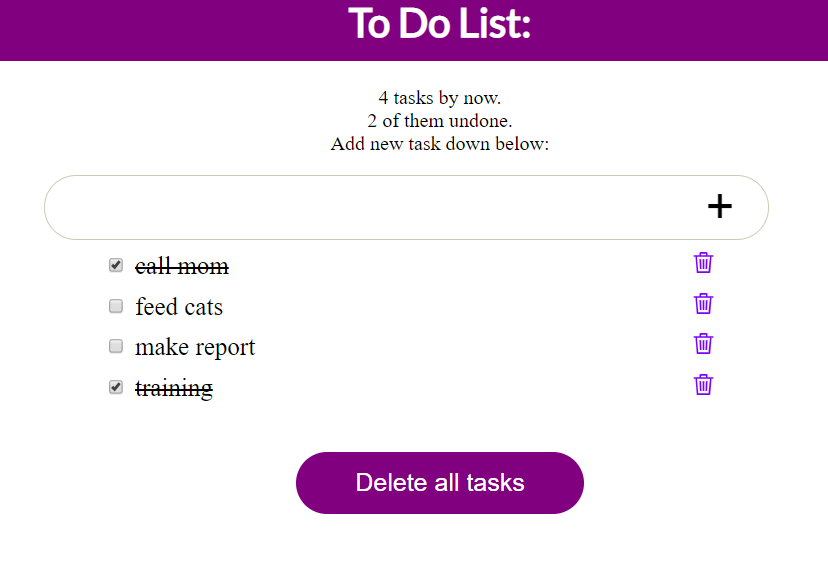 To Do List:
4 tasks by now.
2 of them undone.
Add new task down below:
+
call mom
feed cats
make report
training
Delete all tasks